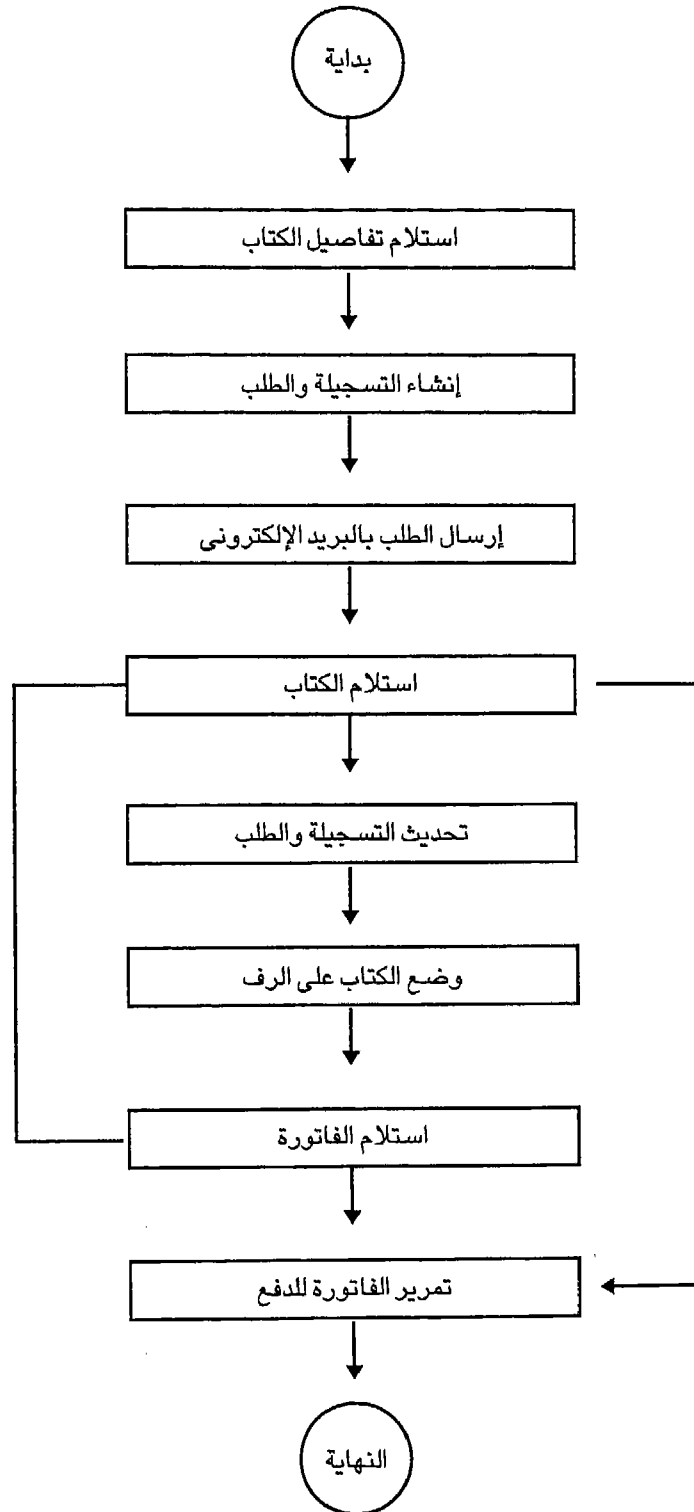 بداية
استلام تفاصيل الكتاب
إنشاء التسجيلة والطلب
إرسال الطلب بالبريد الإلكترونى
استلام الكتاب
تحديث التسجيلة والطلب
وضع الكتاب على الرف
استلام الفاتورة
تمرير الفاتورة للدفع
النهاية